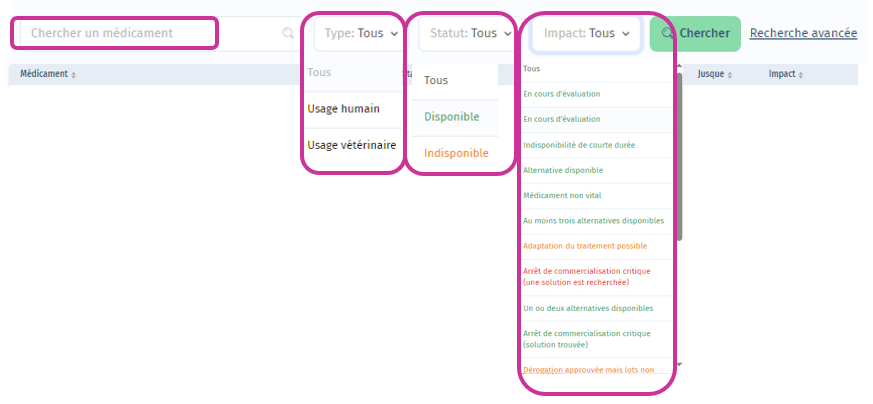 Chercher un médicament
Type: Tous
Statut: Tous
Impact: Tous
Chercher
Recherche avancée
Médicament
Jusque
Impact
Tous
Usage humain
Usage vétérinaire
Tous
Disponible
Indisponible
Tous
En cours d'évaluation
En cours d'évaluation
Indisponibilité de courte durée
Alternative disponible
Médicament non vital
Au moins trois alternatives disponibles
Adaptation du traitement possible
Arrêt de commercialisation critique
(une solution est recherchée)
Un ou deux alternatives disponibles
Arrêt de commercialisation critique
(solution trouvée)
Dérogation approuvée mais lots non